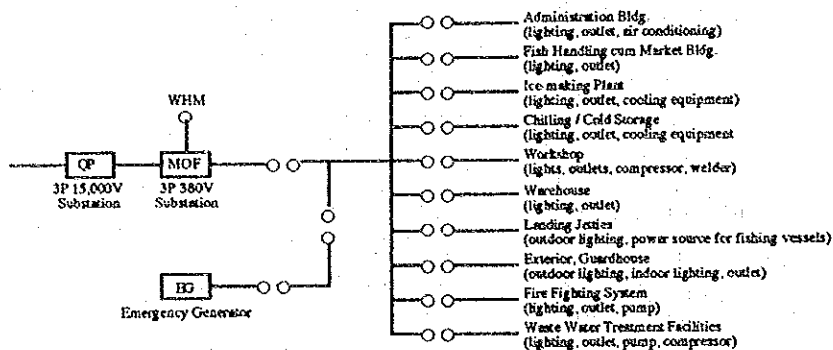 Administration Bldg.
(lighting, outlet, air conditioning)
Fish Handling cum Market Bldg.
(lighting, outlet)
WHM
Ice making Plant
(lighting, outlet, cooling equipment)
Chilling / Cold Storage
(lighting, outlet, cooling equipment
QP
MOF
Workshop
(lights, outlets, compressor, welder)
3P 15,000V
Substation
3P 380V
Substation
Warehouse
(lighting, outlet)
Landing Jetties
(outdoor lighting, power source for fishing vessels)
Exterior, Guardhouse
(outdoor lighting, indoor lighting, outlet)
EG
Emergency Generator
Fire Fighting System
(lighting, outlet, pump)
Waste Water Treatment Facilities
(lighting, outlet, pump, compressor)